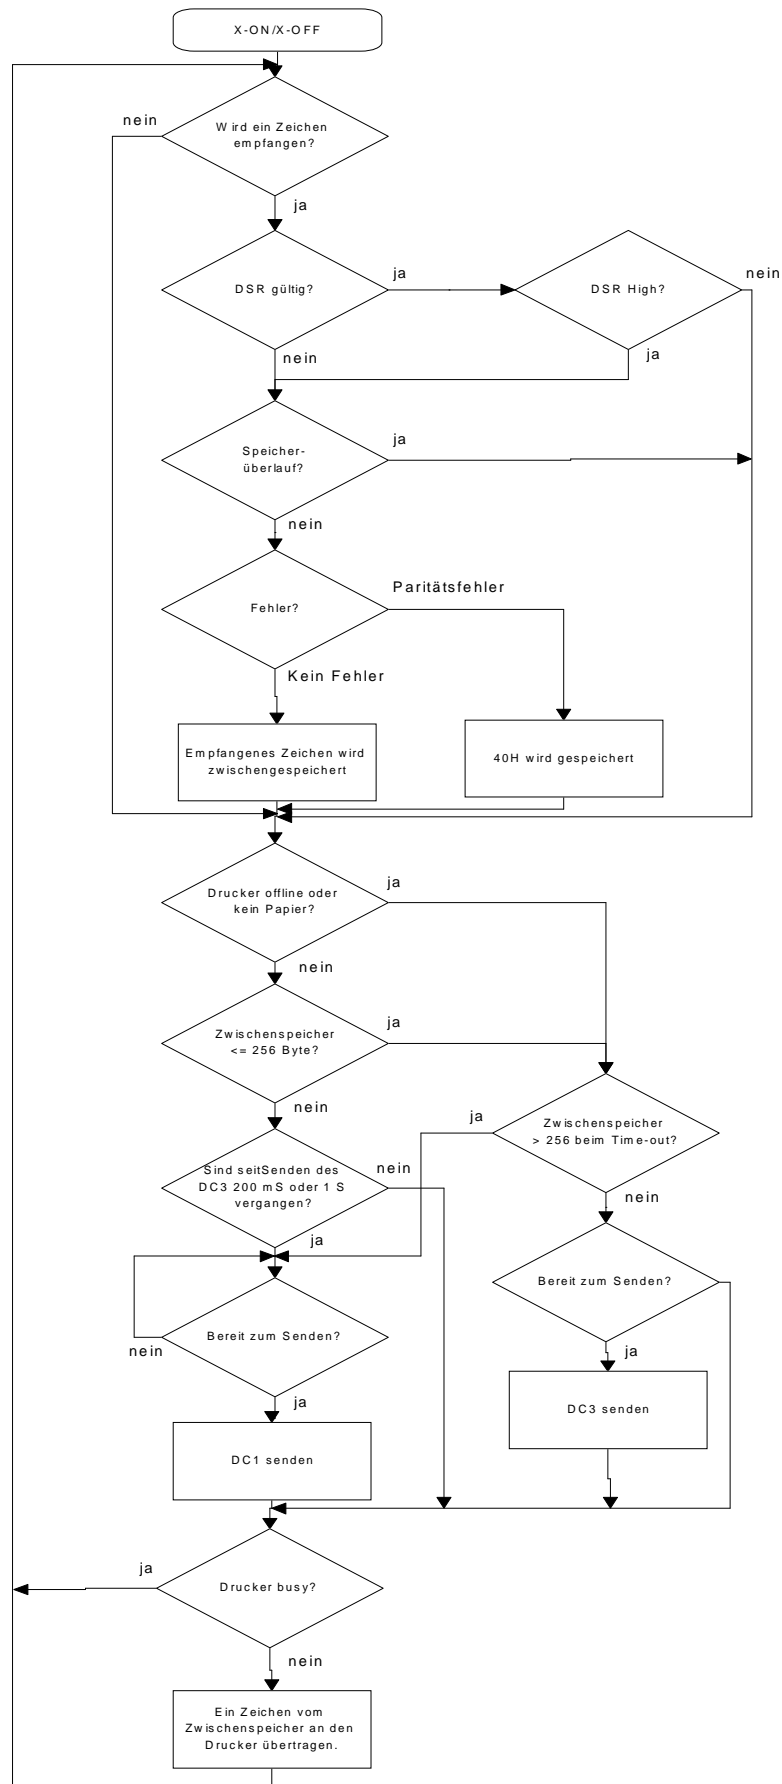 X-ON/X-OFF
nein
Wird ein Zeichen
empfangen?
ja
DSR gültig?
ja
DSR High?
nein
nein
ja
Speicher-
überlauf?
ja
nein
Fehler?
Paritätsfehler
Kein Fehler
Empfangenes Zeichen wird
zwischengespeichert
40H wird gespeichert
Drucker offline oder
kein Papier?
ja
nein
Zwischenspeicher
<= 256 Byte?
ja
nein
ja
Zwischenspeicher
> 256 beim Time-out?
Sind seitSenden des
DC3 200 mS oder 1 S
vergangen?
nein
nein
ja
Bereit zum Senden?
Bereit zum Senden?
nein
ja
ja
DC3 senden
DC1 senden
ja
Drucker busy?
nein
Ein Zeichen vom
Zwischenspeicher an den
Drucker übertragen.